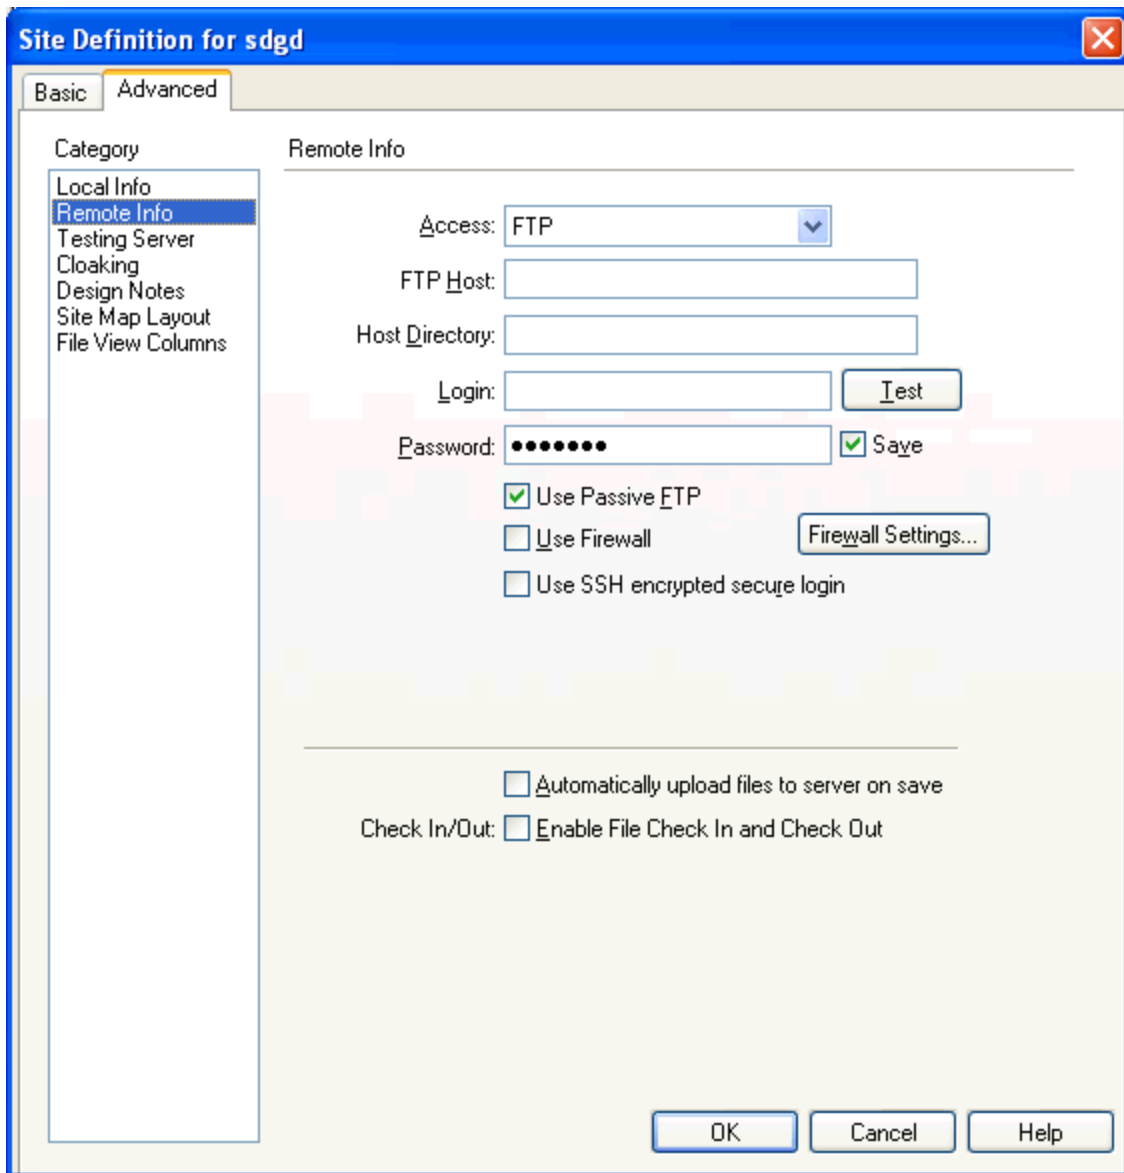 Site Definition for sdgd
Basic
Advanced
Category
Local Info
Remote Info
Testing Server
Cloaking
Design Notes
Site Map Layout
File View Columns
Remote Info
Access: FTP
FTP Host:
Host Directory:
Login:
Test
Password: ●●●●●●●
Save
Use Passive FTP
Use Firewall
Firewall Settings...
Use SSH encrypted secure login
Automatically upload files to server on save
Check In/Out: Enable File Check In and Check Out
OK
Cancel
Help